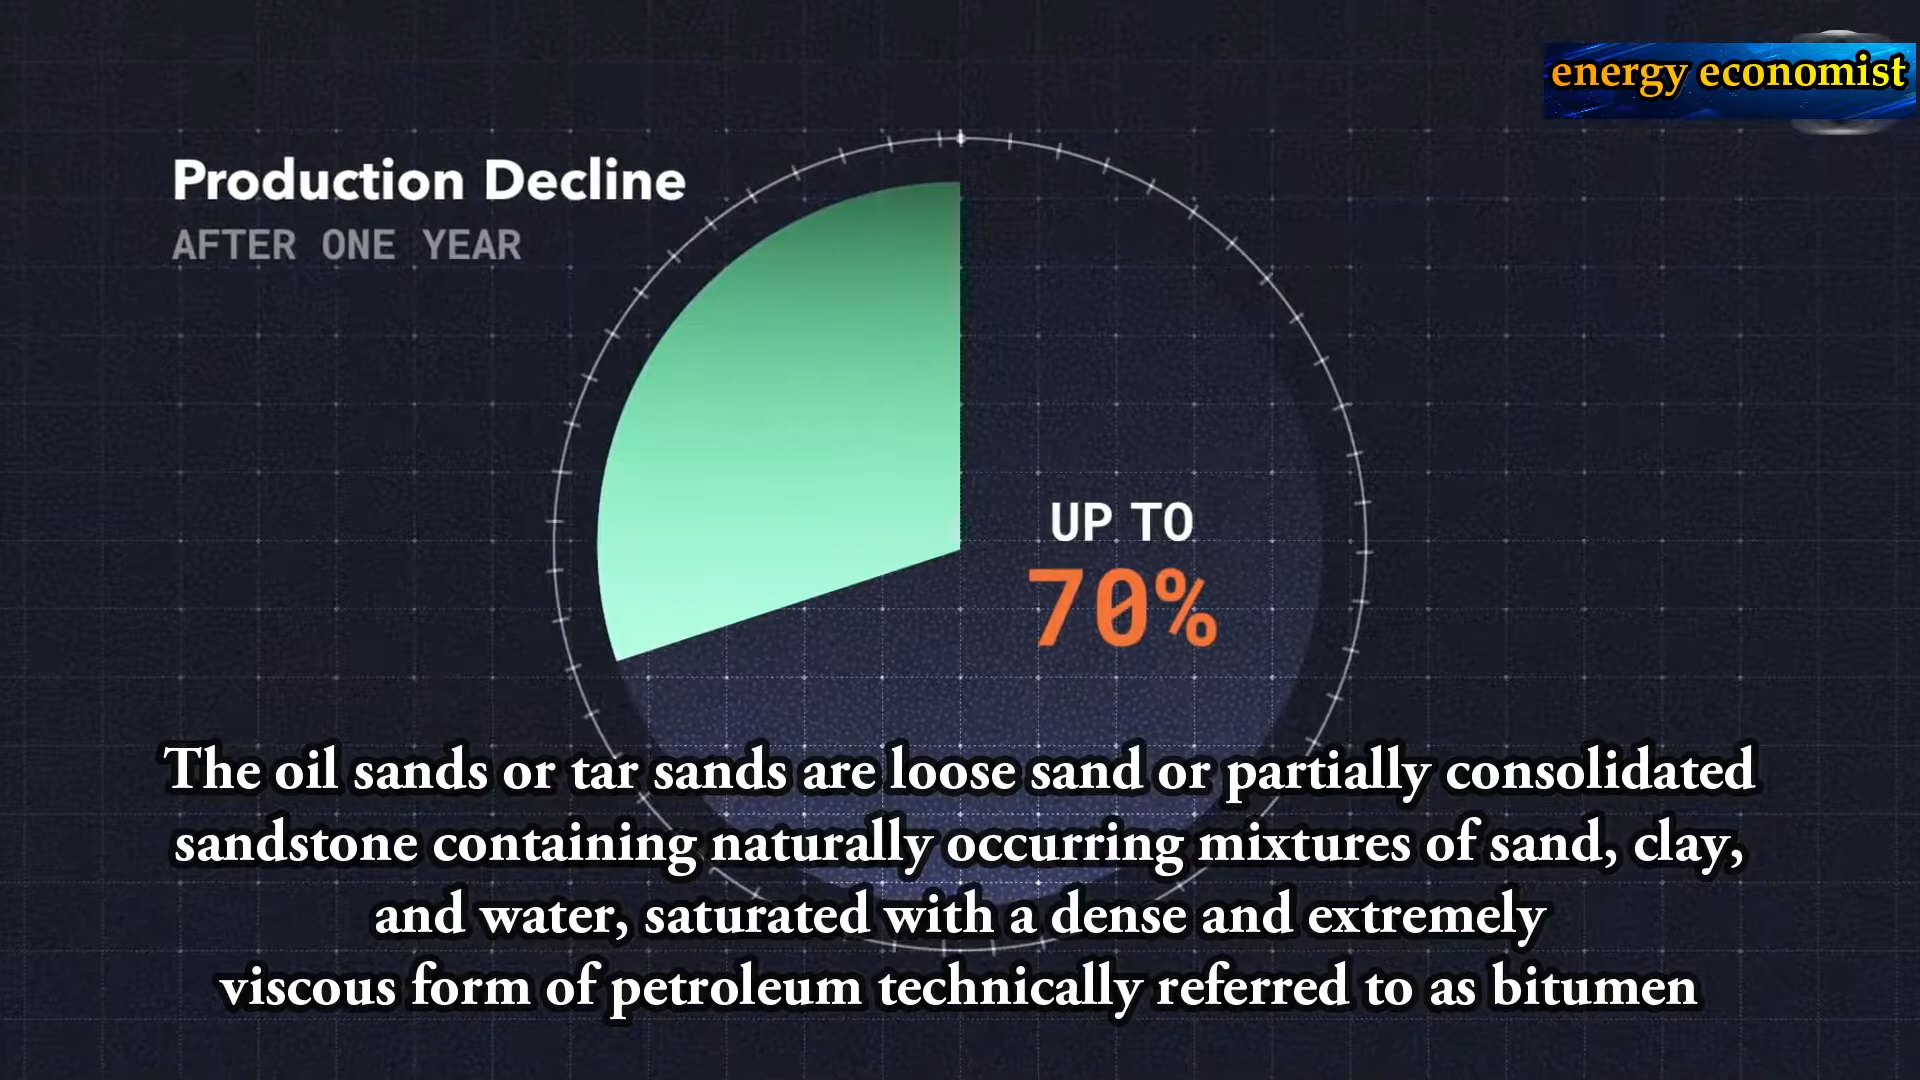 energy economist
Production Decline
AFTER ONE YEAR
UP TO
70%
The oil sands or tar sands are loose sand or partially consolidated
sandstone containing naturally occurring mixtures of sand, clay,
and water, saturated with a dense and extremely
viscous form of petroleum technically referred to as bitumen